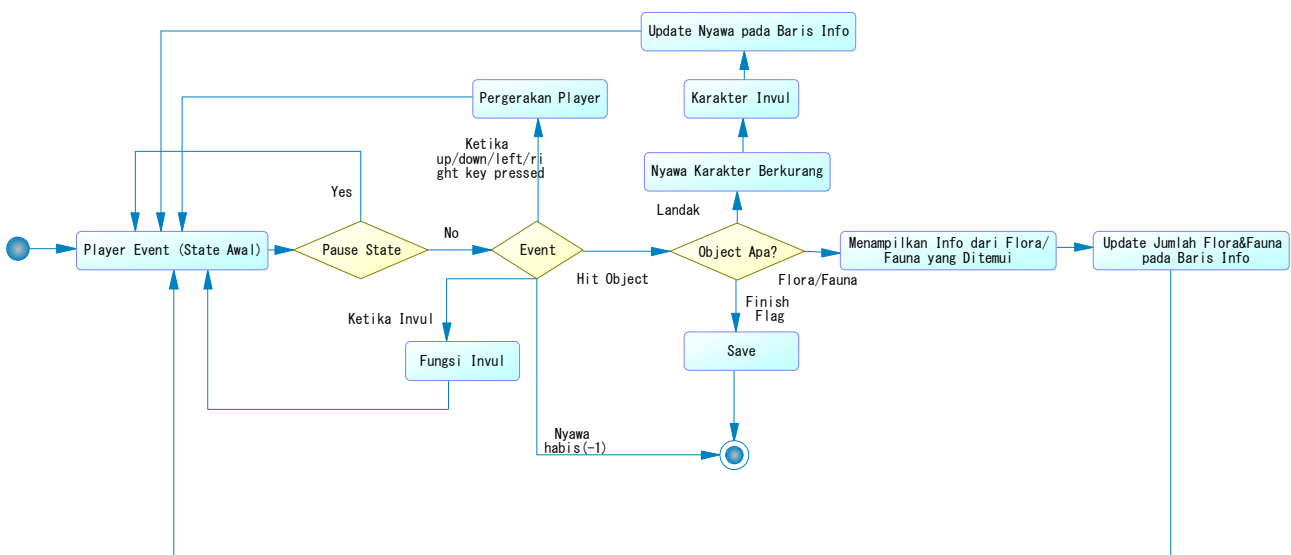 Update Nyawa pada Baris Info
Pergerakan Player
Karakter Invul
Ketika
up/down/left/ri
ght key pressed
Nyawa Karakter Berkurang
Yes
Landak
Player Event (State Awal)
Pause State
No
Event
Hit Object
Object Apa?
Flora/Fauna
Menampilkan Info dari Flora/
Fauna yang Ditemui
Update Jumlah Flora&Fauna
pada Baris Info
Ketika Invul
Finish
Flag
Fungsi Invul
Save
Nyawa
habis(-1)